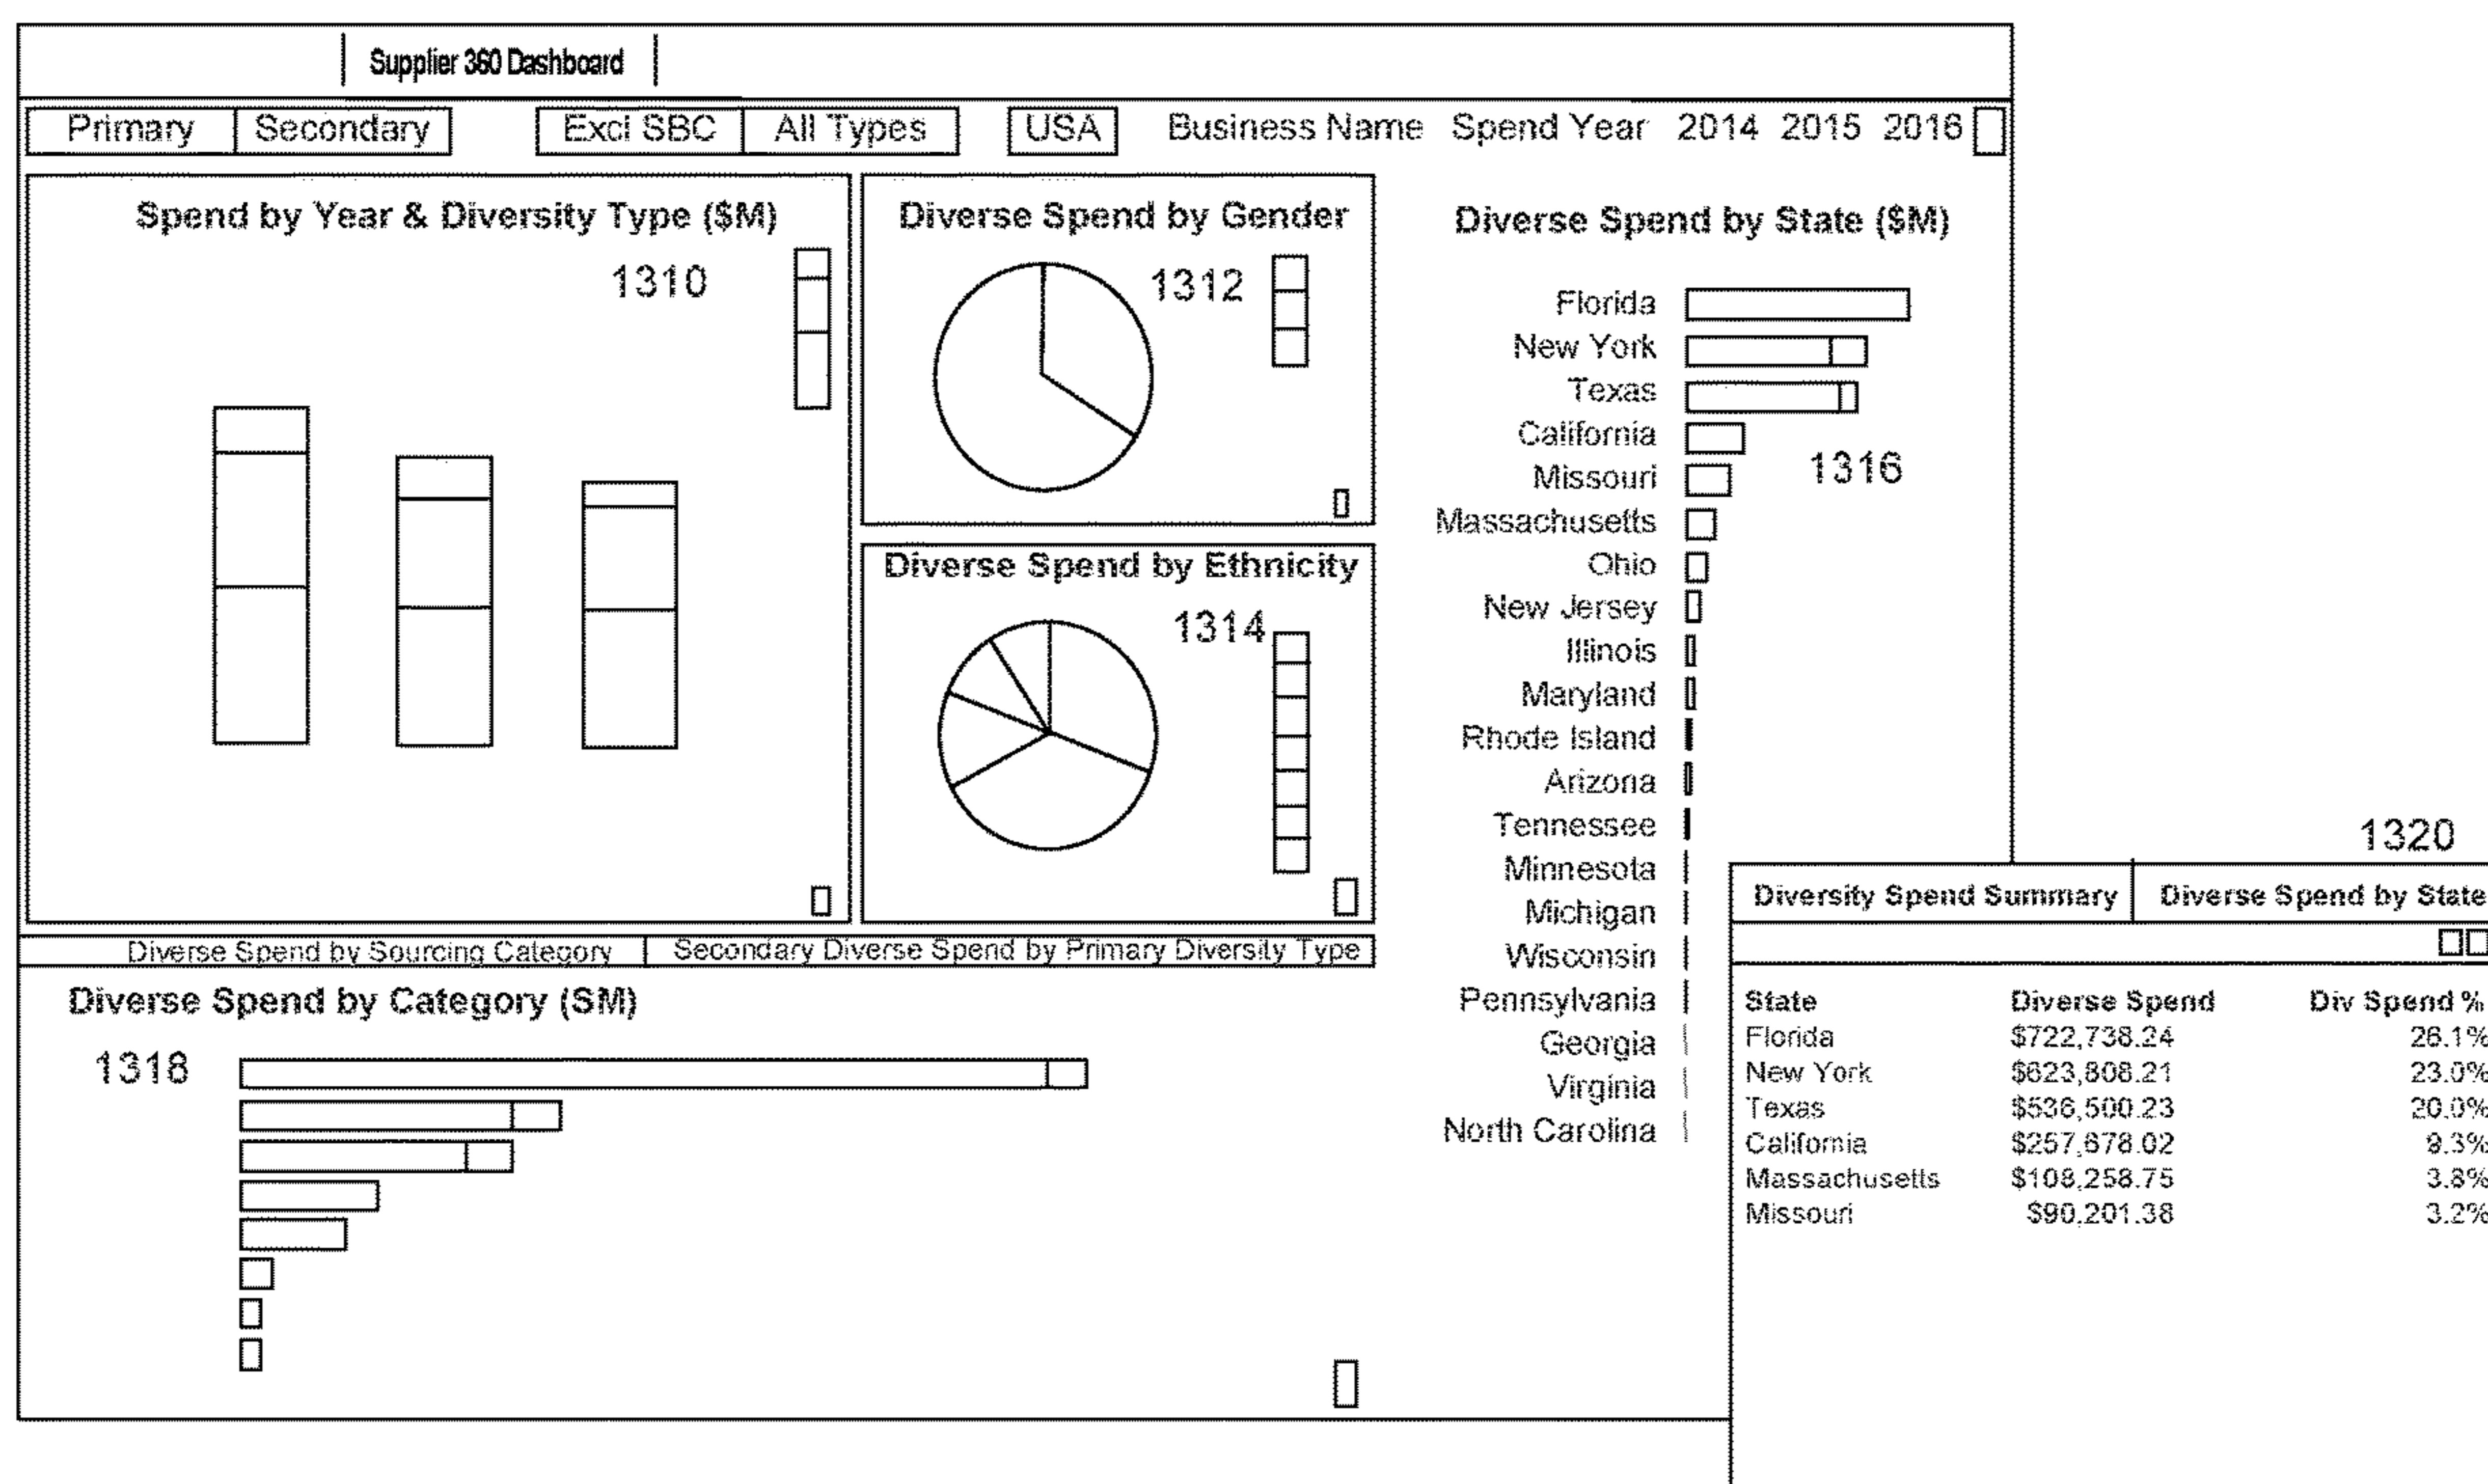 Supplier 360 Dashboard
Primary Secondary Excl SBC All Types USA Business Name Spend Year 2014 2015 2016
Spend by Year & Diversity Type ($M)
1310
Diverse Spend by Gender
1312
Diverse Spend by Ethnicity
1314
Diverse Spend by State ($M)
Florida
New York
Texas
California
Missouri
1316
Massachusetts
Ohio
New Jersey
Illinois
Maryland
Rhode Island
Arizona
Tennessee
Minnesota
Michigan
Wisconsin
Pennsylvania
Georgia
Virginia
North Carolina
Diverse Spend by Sourcing Category Secondary Diverse Spend by Primary Diversity Type
Diverse Spend by Category (SM)
1318
1320
Diversity Spend Summary Diverse Spend by State
State Diverse Spend Div Spend %
Florida $722,738.24 26.1%
New York $623,808.21 23.0%
Texas $536,500.23 20.0%
California $257,678.02 9.3%
Massachusetts $108,258.75 3.8%
Missouri $90,201.38 3.2%